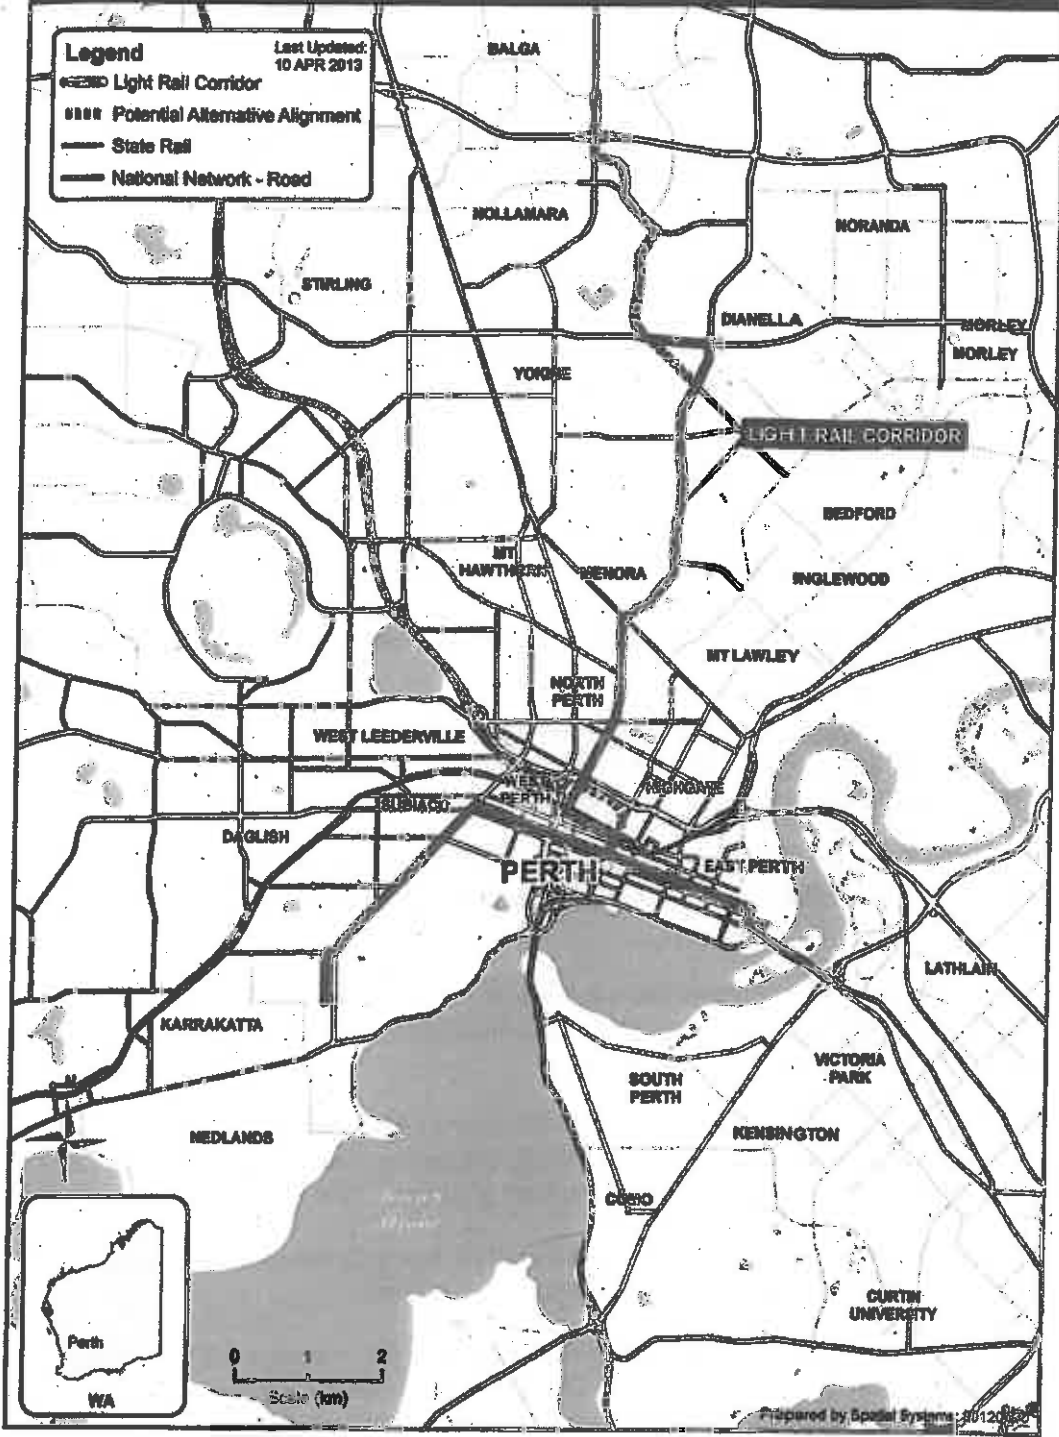 Legend
Last Updated:
10 APR 2013
Light Rail Corridor
Potential Alternative Alignment
State Rail
National Network - Road
BALGA
NOLLAMARA
NORANDA
STIRLING
DIANELLA
MORLEY
MORLEY
YOKINE
LIGHT RAIL CORRIDOR
BEDFORD
MT
HAWTHORN
MENORA
INGLEWOOD
MT LAWLEY
NORTH
PERTH
WEST LEEDERVILLE
WEST
PERTH
HIGHGATE
SUBIACO
DAGLISH
PERTH
EAST PERTH
LATHLAIN
KARRAKATTA
VICTORIA
PARK
SOUTH
PERTH
N
NEDLANDS
KENSINGTON
COMO
CURTIN
UNIVERSITY
Perth
WA
0 1 2
Scale (km)
Prepared by Spatial Systems